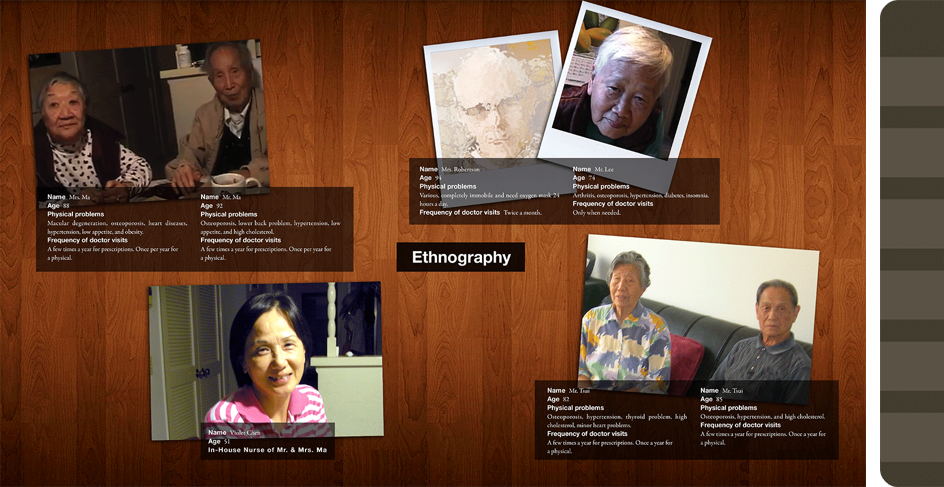 Name Mrs. Ma
Age 88
Physical problems
Macular degeneration, osteoporosis, heart diseases,
hypertension, low appetite, and obesity.
Frequency of doctor visits
A few times a year for prescriptions. Once per year for
a physical.
Name Mr. Ma
Age 92
Physical problems
Osteoporosis, lower back problem, hypertension, low
appetite, and high cholesterol.
Frequency of doctor visits
A few times a year for prescriptions. Once per year for
a physical.
Name Mrs. Robertson
Age
Physical problems
Various, completely immobile and need oxygen mask 24
hours a day.
Frequency of doctor visits Twice a month.
Name Mr. Lee
Age 74
Physical problems
Arthritis, osteoporosis, hypertension, diabetes, insomnia.
Frequency of doctor visits
Only when needed.
Ethnography
Name Violet Chen
Age 51
In-House Nurse of Mr. & Mrs. Ma
Name Mr. Tsai
Age 82
Physical problems
Osteoporosis, hypertension, thyroid problem, high
cholesterol, minor heart problems.
Frequency of doctor visits
A few times a year for prescriptions. Once a year for
a physical.
Name Mr. Tsai
Age 85
Physical problems
Osteoporosis, hypertension, and high cholesterol.
Frequency of doctor visits
A few times a year for prescriptions. Once a year for
a physical.